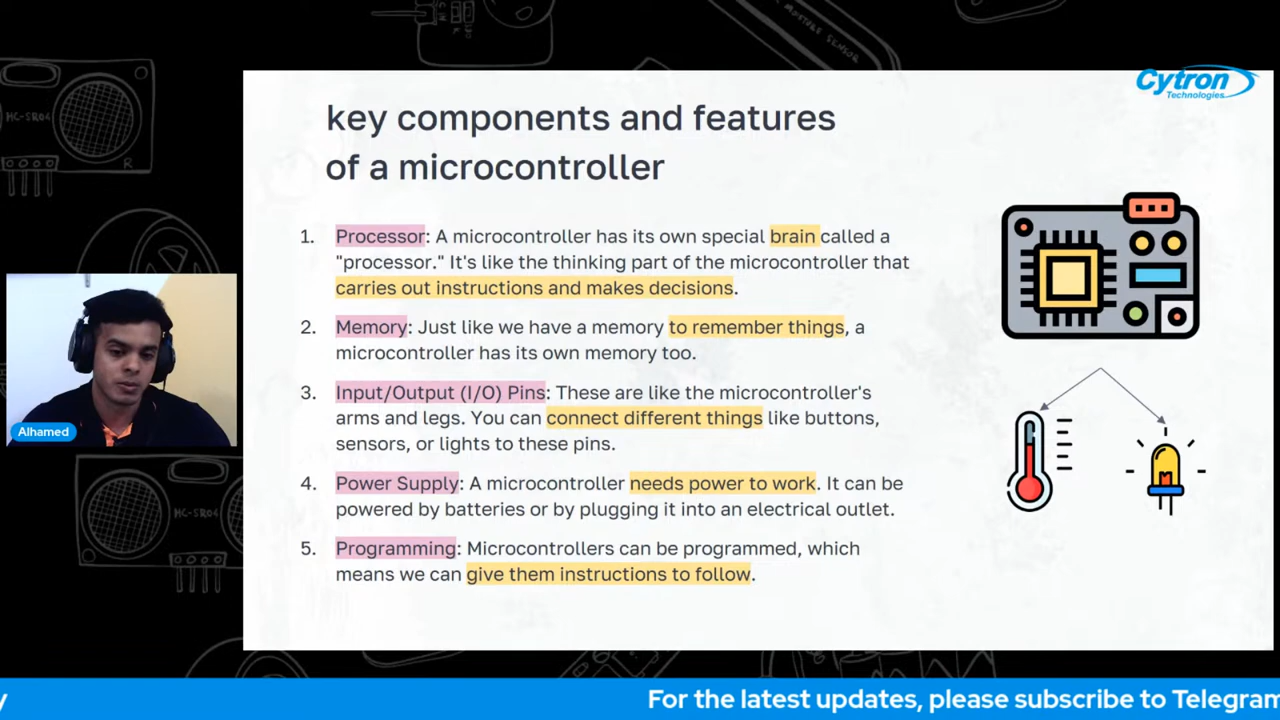 HC-SR04
R
MOISTURE SENSOR
Cytron
Technologies
key components and features
of a microcontroller
1. Processor: A microcontroller has its own special brain called a
"processor." It's like the thinking part of the microcontroller that
carries out instructions and makes decisions.
2. Memory: Just like we have a memory to remember things, a
microcontroller has its own memory too.
3. Input/Output (I/O) Pins: These are like the microcontroller's
arms and legs. You can connect different things like buttons,
sensors, or lights to these pins.
4. Power Supply: A microcontroller needs power to work. It can be
powered by batteries or by plugging it into an electrical outlet.
5. Programming: Microcontrollers can be programmed, which
means we can give them instructions to follow.
Alhamed
HC-SR04
y
For the latest updates, please subscribe to Telegram